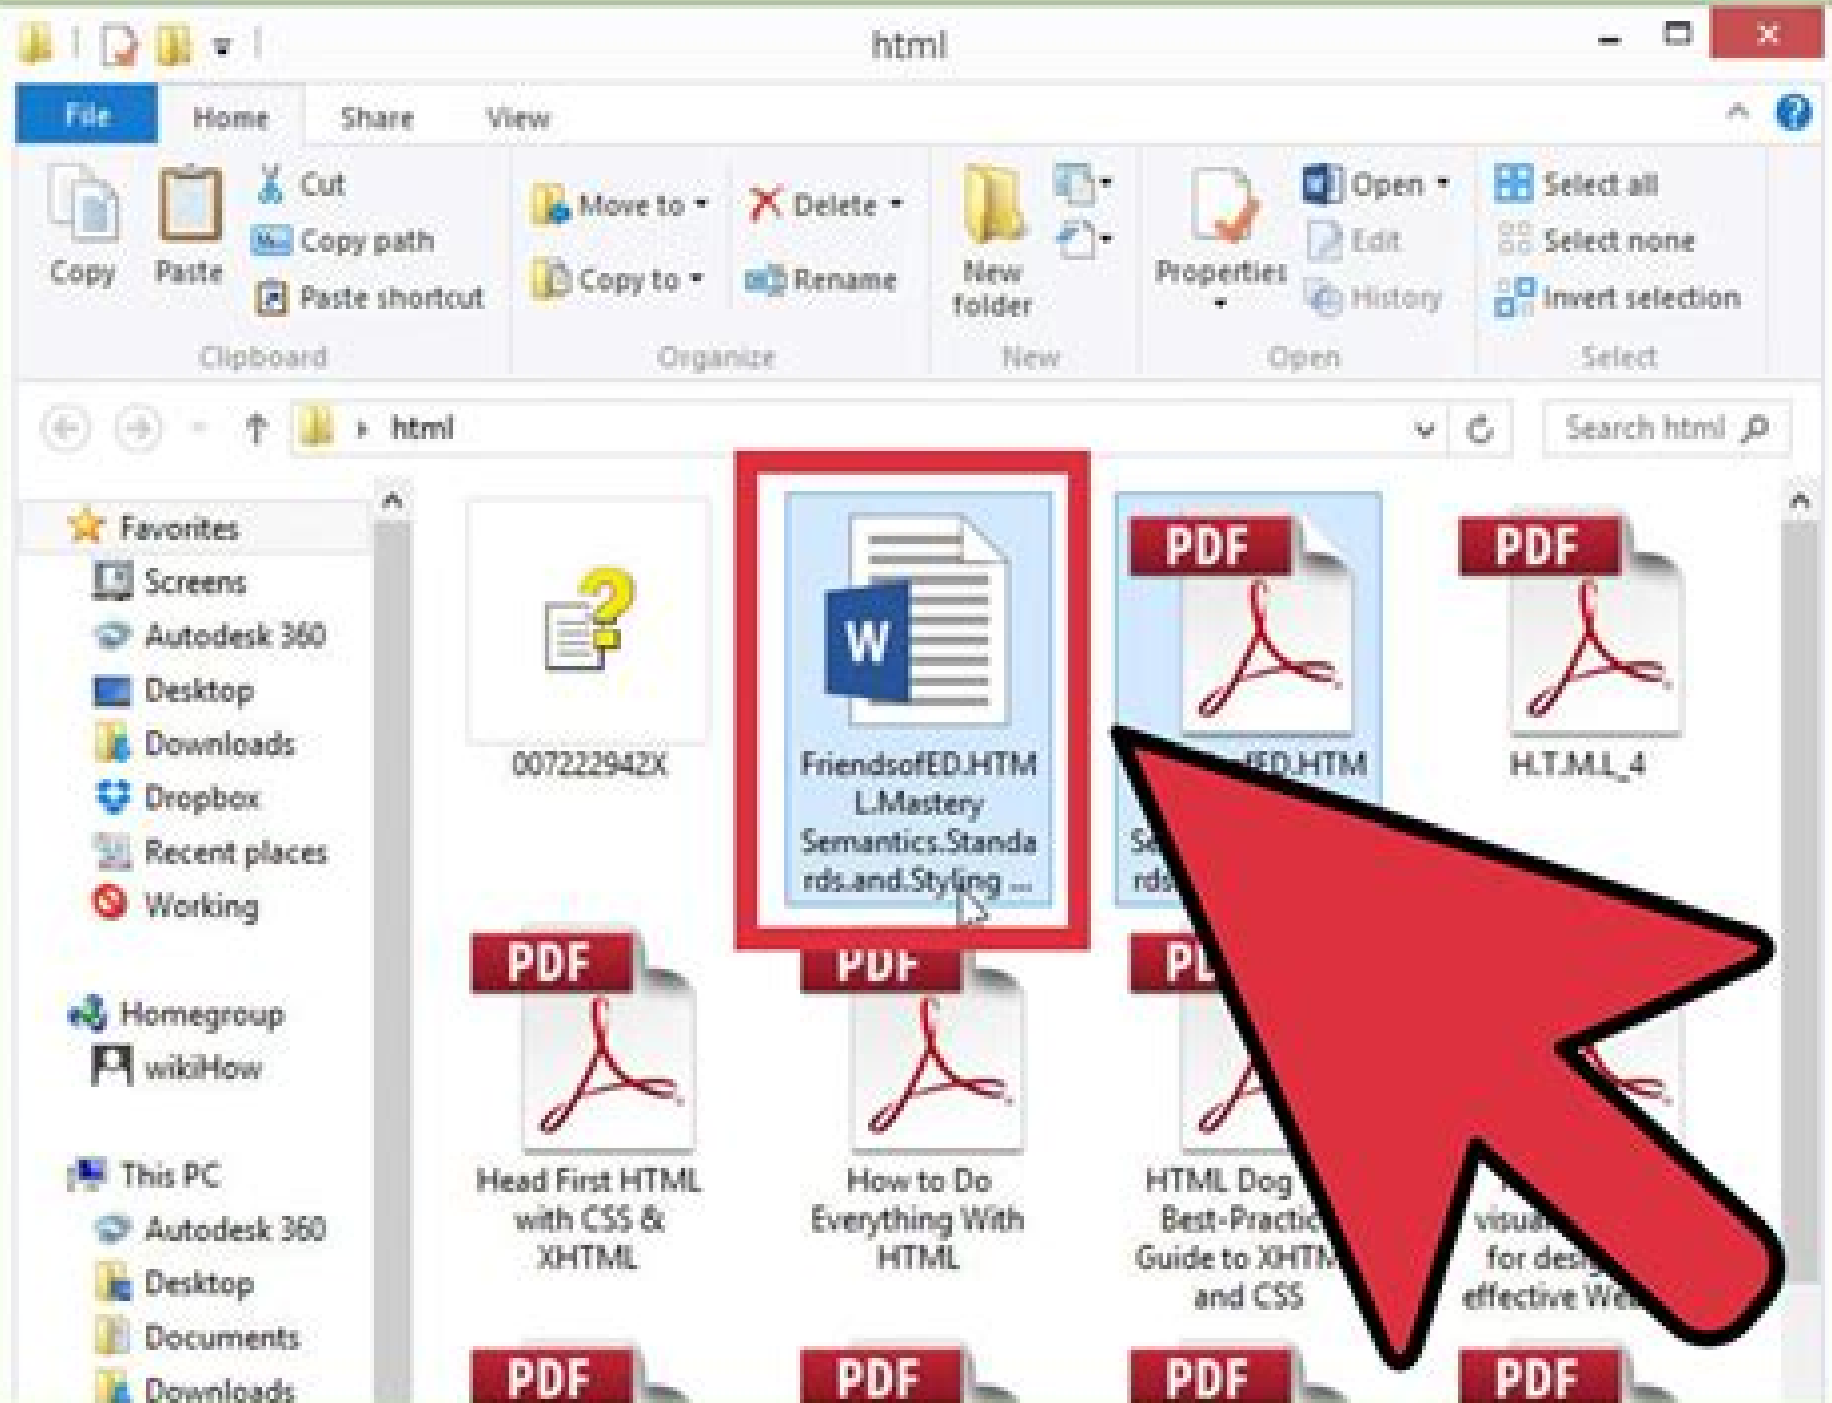 html
File Home Share View
Copy
Paste
Cut
Copy path
Paste shortcut
Clipboard
Move to
Copy to
Delete
Rename
Organize
New
folder
New
Properties
Open
Edit
History
Open
Select all
Select none
Invert selection
Select
html
Search html
Favorites
Screens
Autodesk 360
Desktop
Downloads
Dropbox
Recent places
Working
Homegroup
wikiHow
This PC
Autodesk 360
Desktop
Documents
Downloads
007222942X
W
FriendsofED.HTM
L.Mastery
Semantics.Standa
rds.and.Styling ...
PDF
ED.HTM
PDF
H.T.M.L_4
PDF
Head First HTML
with CSS &
XHTML
PDF
How to Do
Everything With
HTML
HTML Dog
Best-Practic
Guide to XHTM
and CSS
for
effective
PDF
PDF
PDF
PDF